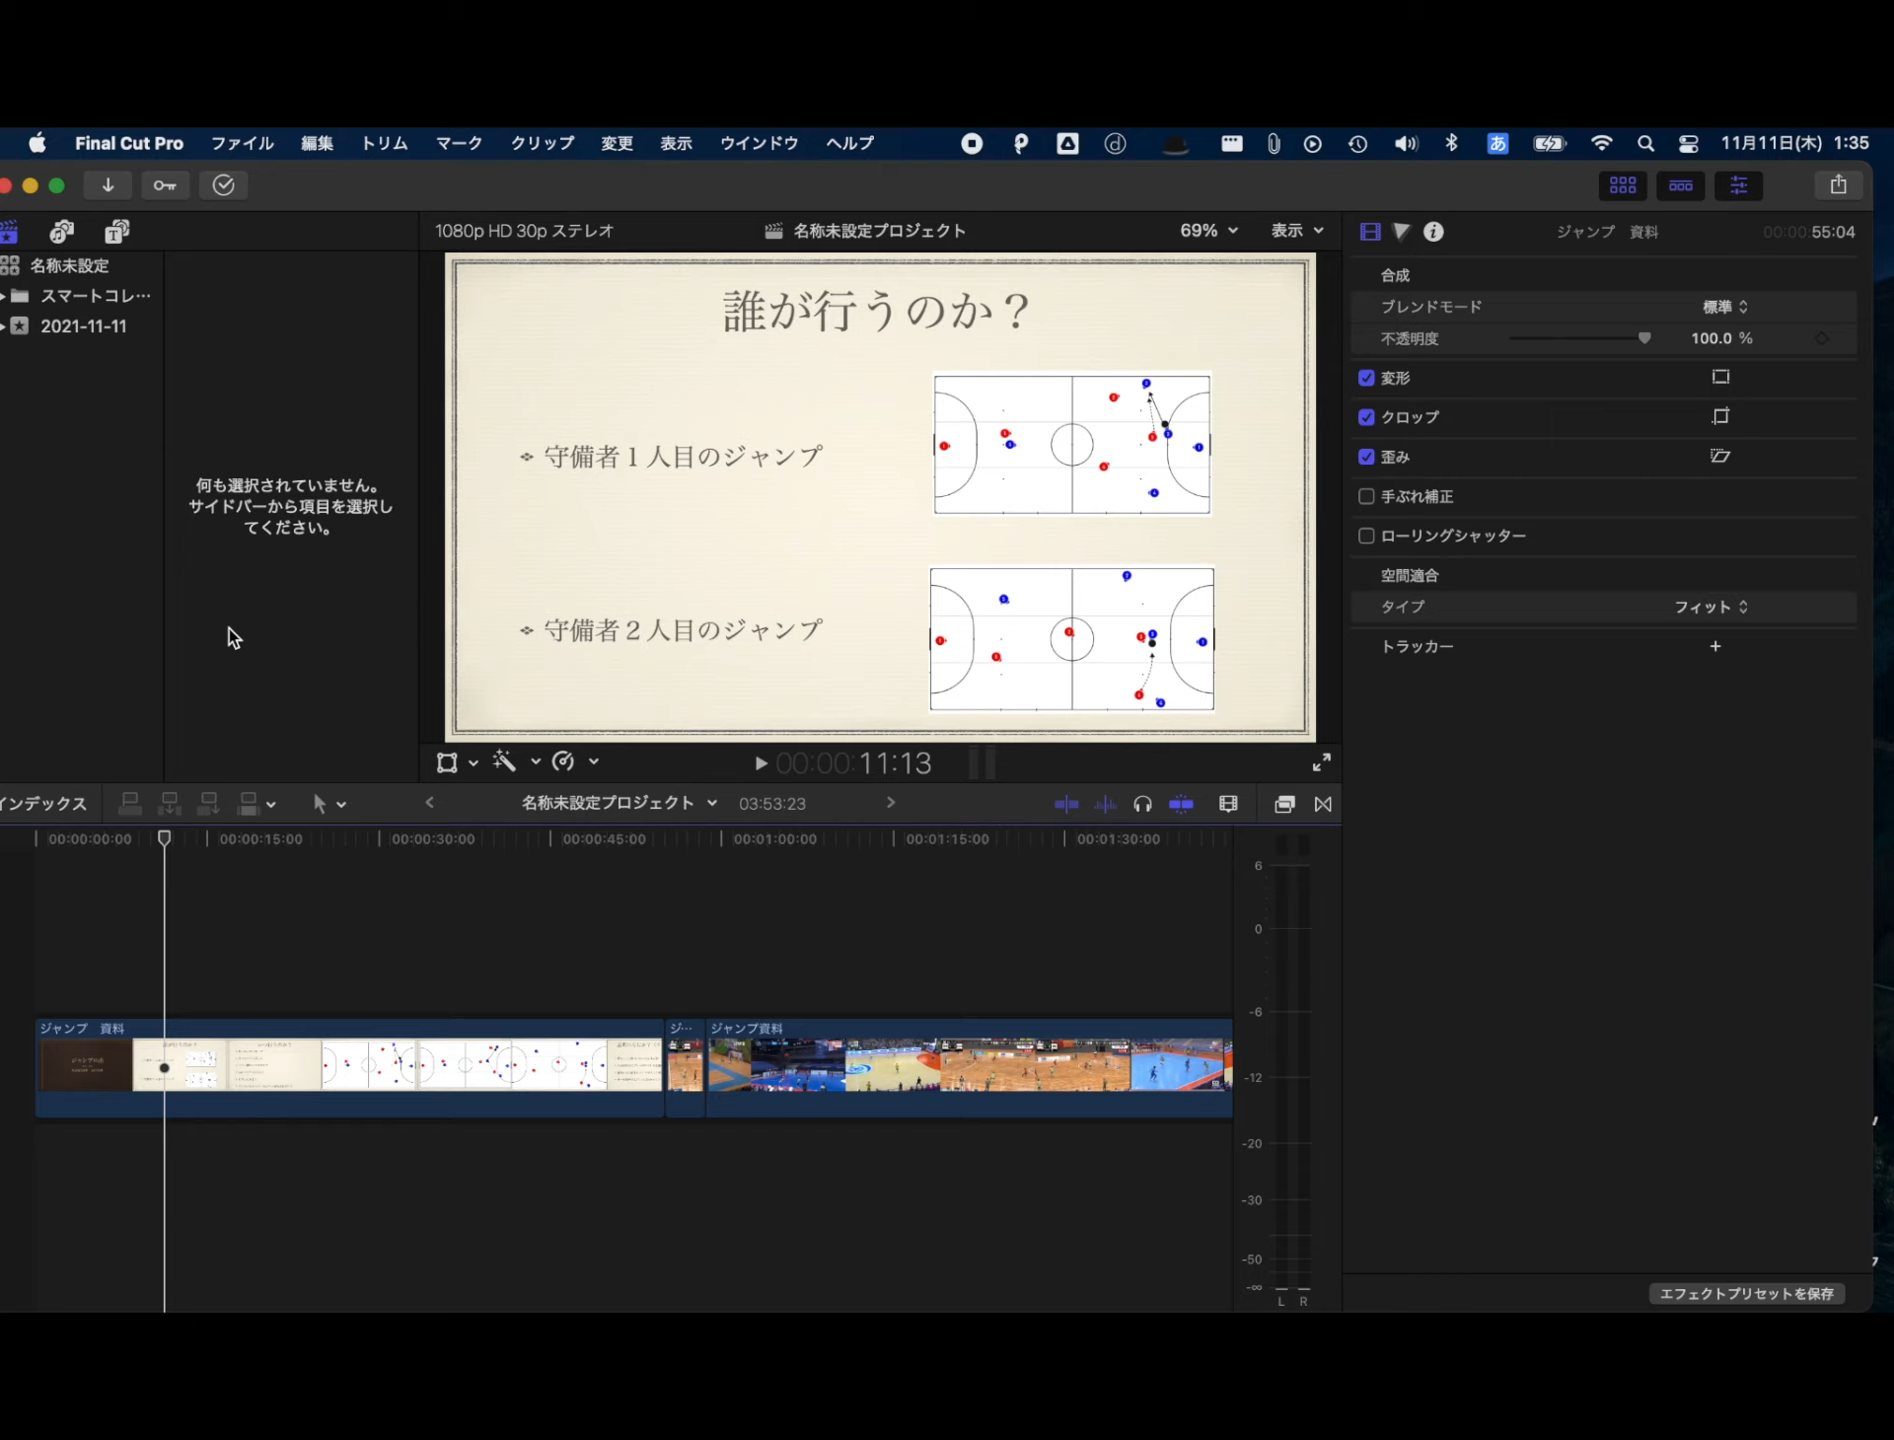 Final Cut Pro ファイル 編集 トリム マーク クリップ 変更 表示 ウインドウ ヘルプ あ 11月11日(木) 1:35
1080p HD 30p ステレオ 名称未設定プロジェクト 69% 表示 ジャンプ 資料 00:00:55:04
名称未設定
スマートコレ…
2021-11-11
何も選択されていません。
サイドバーから項目を選択し
てください。
誰が行うのか？
守備者１人目のジャンプ
守備者２人目のジャンプ
合成
ブレンドモード 標準
不透明度 100.0 %
変形
クロップ
歪み
手ぶれ補正
ローリングシャッター
空間適合
タイプ フィット
トラッカー +
00:00:11:13
インデックス 名称未設定プロジェクト 03:53:23
00:00:00:00 00:00:15:00 00:00:30:00 00:00:45:00 00:01:00:00 00:01:15:00 00:01:30:00
6
0
-6
-12
-20
-30
-50
-∞
L R
ジャンプ 資料 ジ… ジャンプ資料
エフェクトプリセットを保存